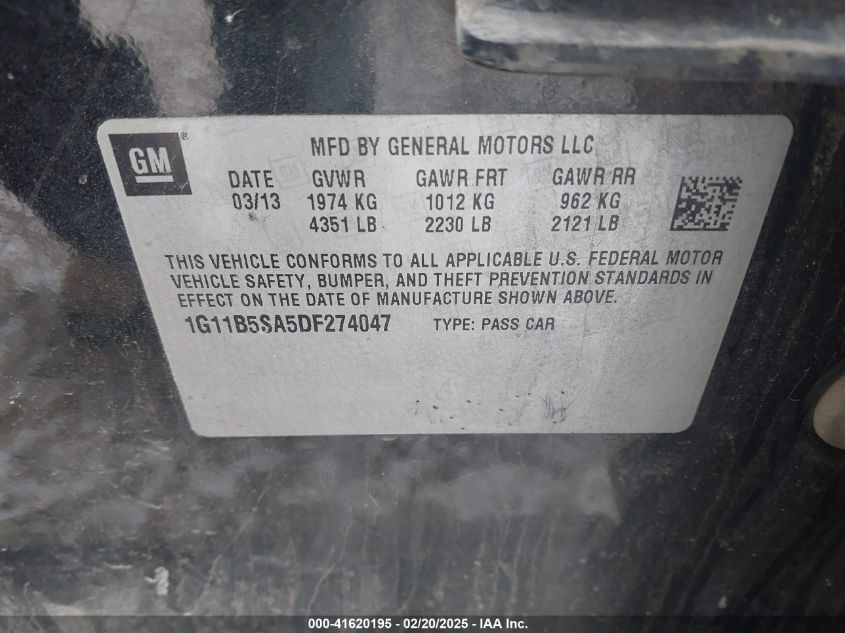 GM
MFD BY GENERAL MOTORS LLC
DATE GVWR GAWR FRT GAWR RR
03/13 1974 KG 1012 KG 962 KG
4351 LB 2230 LB 2121 LB
THIS VEHICLE CONFORMS TO ALL APPLICABLE U.S. FEDERAL MOTOR
VEHICLE SAFETY, BUMPER, AND THEFT PREVENTION STANDARDS IN
EFFECT ON THE DATE OF MANUFACTURE SHOWN ABOVE.
1G11B5SA5DF274047 TYPE: PASS CAR
000-41620195 - 02/20/2025 - IAA Inc.